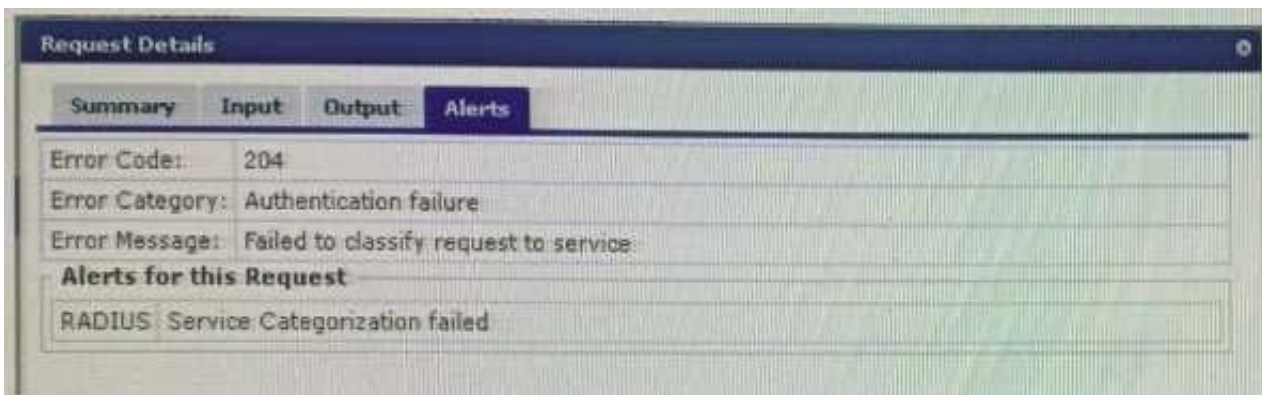 Request Details
Summary Input Output Alerts
Error Code: 204
Error Category: Authentication failure
Error Message: Failed to classify request to service
Alerts for this Request
RADIUS Service Categorization failed